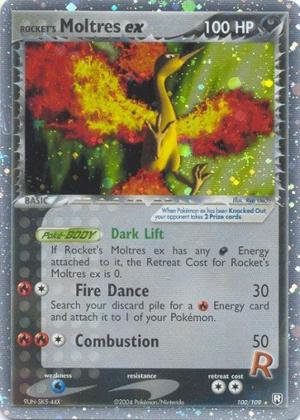 ROCKET'S Moltres ex 100 HP
BASIC
When Pokémon ex has been Knocked Out
your opponent takes 2 Prize cards.
Poké-BODY Dark Lift
If Rocket's Moltres ex has any Energy
attached to it, the Retreat Cost for Rocket's
Moltres ex is 0.
Fire Dance 30
Search your discard pile for a Energy card
and attach it to 1 of your Pokémon.
Combustion 50
R
weakness resistance retreat cost
©2004 Pokémon/Nintendo
100/109
R